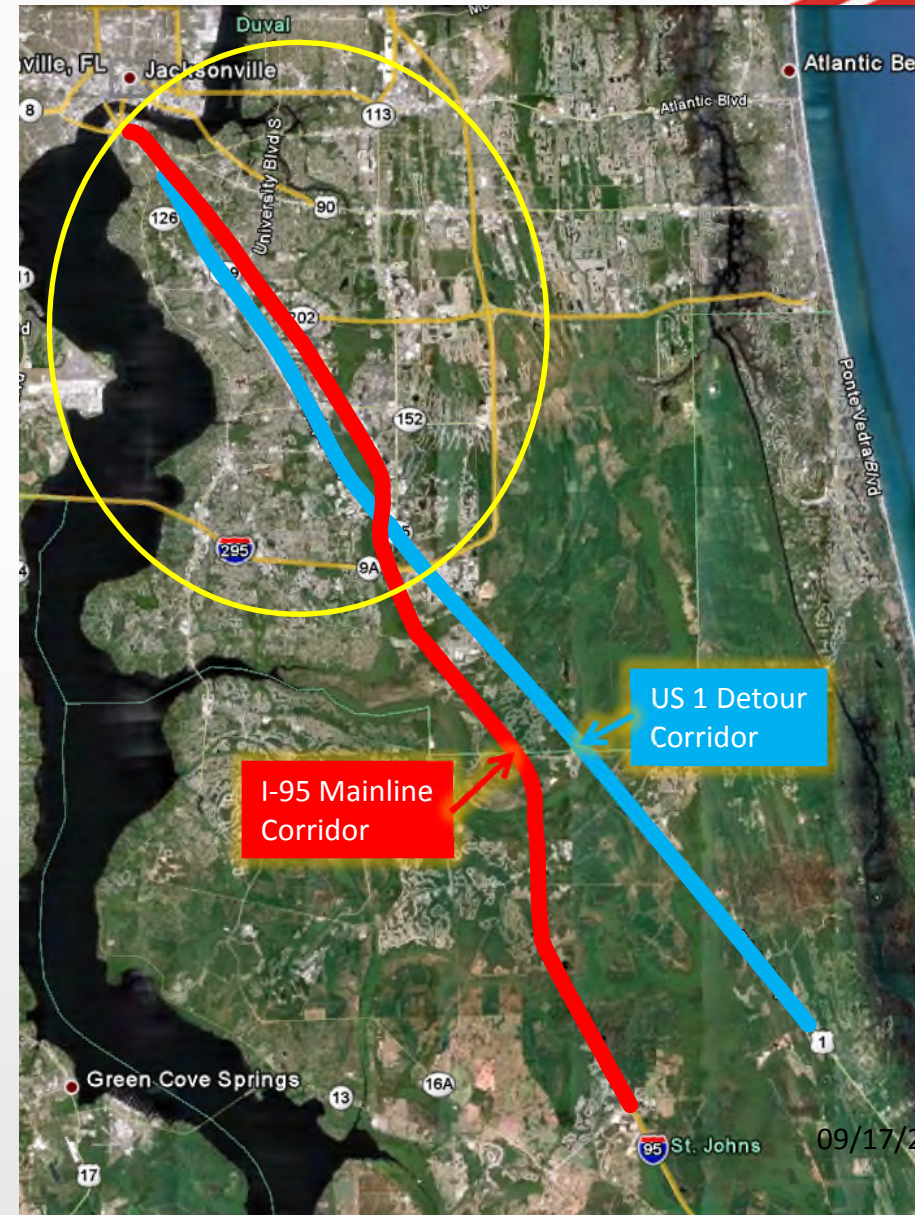 Duval
ville, FL
Jacksonville
Atlantic Be
8
113
Atlantic Blvd
University Blvd S
90
126
9
202
152
Ponte Vedra Blvd
295
9A
5
US 1 Detour
Corridor
I-95 Mainline
Corridor
1
Green Cove Springs
13
16A
95
St. Johns
09/17/2
17